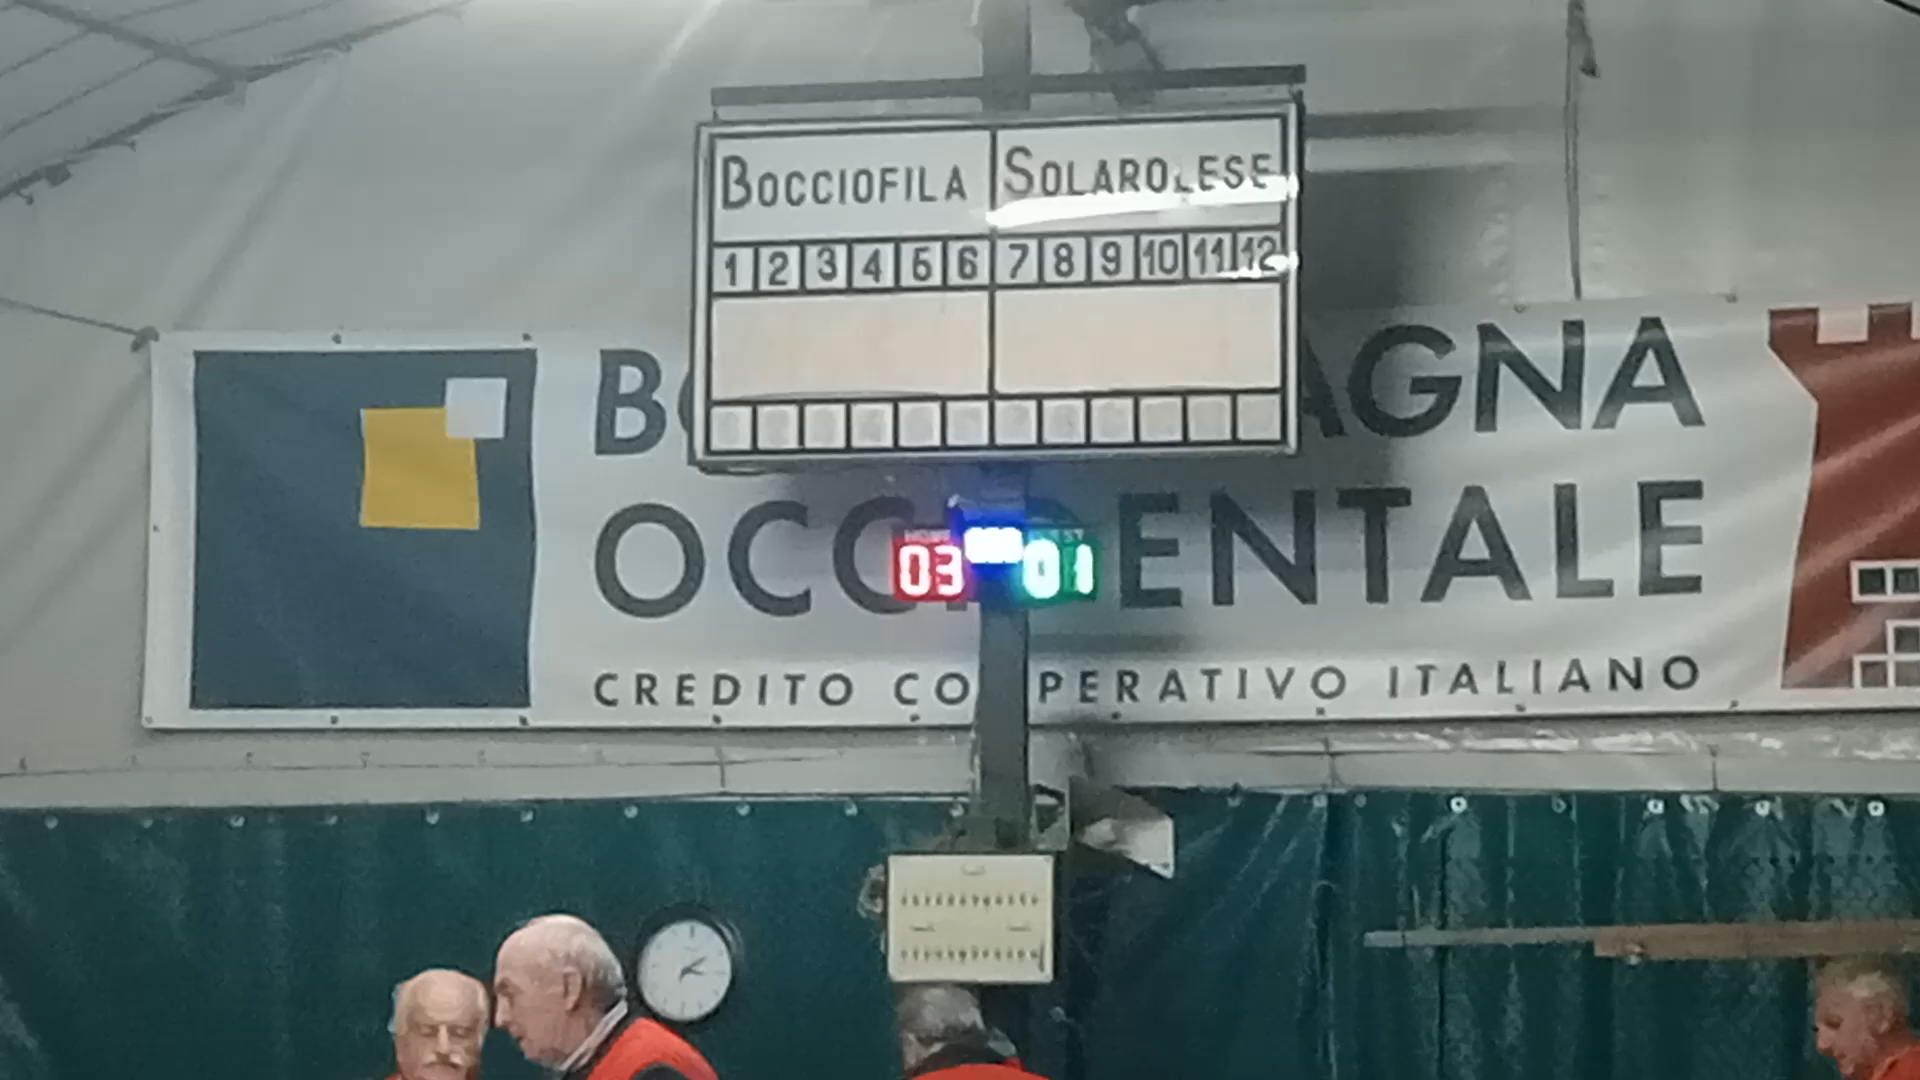 BOCCIOFILA SOLAROLESE
1 2 3 4 5 6 7 8 9 10 11 12
AGNA
OCC ENTALE
03 01
CREDITO CO PERATIVO ITALIANO